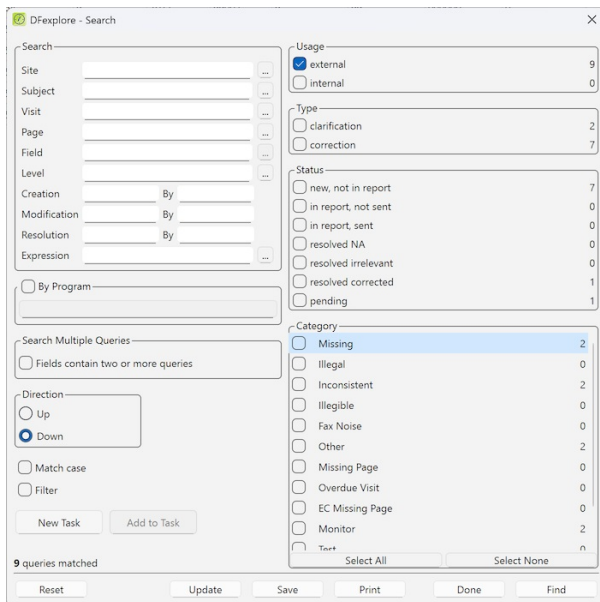 DFexplore - Search
Search
Site ...
Subject ...
Visit ...
Page ...
Field ...
Level ...
Creation By
Modification By
Resolution By
Expression ...
By Program
Search Multiple Queries
Fields contain two or more queries
Direction
Up
Down
Match case
Filter
New Task Add to Task
9 queries matched
Usage
external 9
internal 0
Type
clarification 2
correction 7
Status
new, not in report 7
in report, not sent 0
in report, sent 0
resolved NA 0
resolved irrelevant 0
resolved corrected 1
pending 1
Category
Missing 2
Illegal 0
Inconsistent 2
Illegible 0
Fax Noise 0
Other 2
Missing Page 0
Overdue Visit 0
EC Missing Page 0
Monitor 2
Test 0
Select All Select None
Reset Update Save Print Done Find